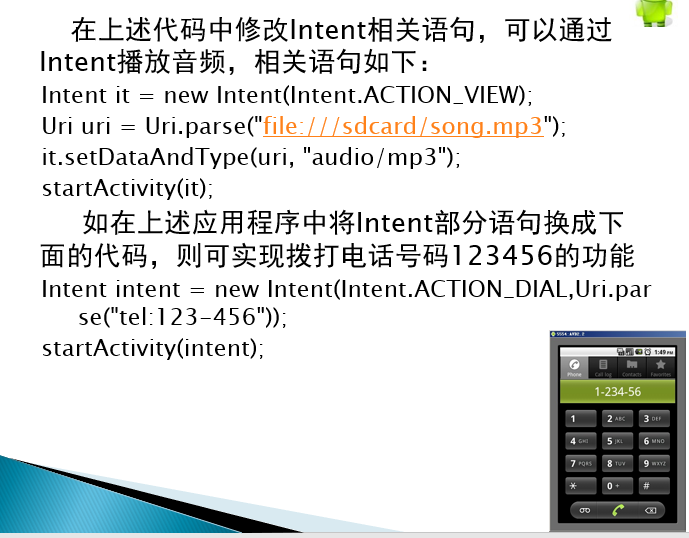 在上述代码中修改Intent相关语句，可以通过
Intent播放音频，相关语句如下：
Intent it = new Intent(Intent.ACTION_VIEW);
Uri uri = Uri.parse("file:///sdcard/song.mp3");
it.setDataAndType(uri, "audio/mp3");
startActivity(it);
如在上述应用程序中将Intent部分语句换成下
面的代码，则可实现拨打电话号码123456的功能
Intent intent = new Intent(Intent.ACTION_DIAL,Uri.par
se("tel:123-456"));
startActivity(intent);
1:49 PM
Phone Call log Contacts Favorites
1-234-56
1 2 ABC 3 DEF
4 GHI 5 JKL 6 MNO
7 PQRS 8 TUV 9 WXYZ
* 0 + #